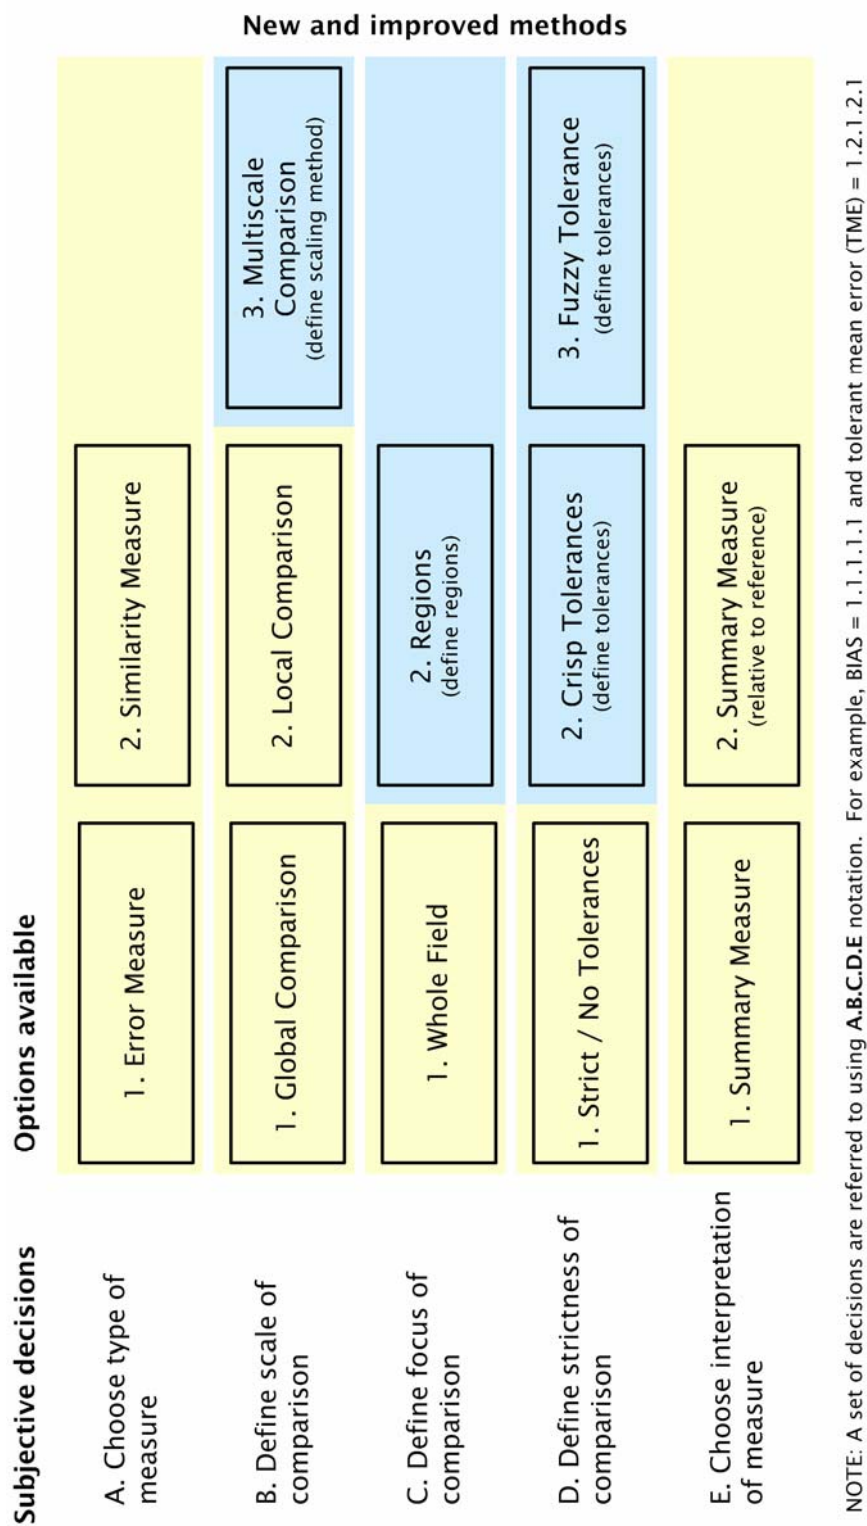 New and improved methods
Subjective decisions
Options available
A. Choose type of
measure
1. Error Measure
2. Similarity Measure
B. Define scale of
comparison
1. Global Comparison
2. Local Comparison
3. Multiscale
Comparison
(define scaling method)
C. Define focus of
comparison
1. Whole Field
2. Regions
(define regions)
D. Define strictness of
comparison
1. Strict / No Tolerances
2. Crisp Tolerances
(define tolerances)
3. Fuzzy Tolerance
(define tolerances)
E. Choose interpretation
of measure
1. Summary Measure
2. Summary Measure
(relative to reference)
NOTE: A set of decisions are referred to using A.B.C.D.E notation. For example, BIAS = 1.1.1.1.1 and tolerant mean error (TME) = 1.2.1.2.1